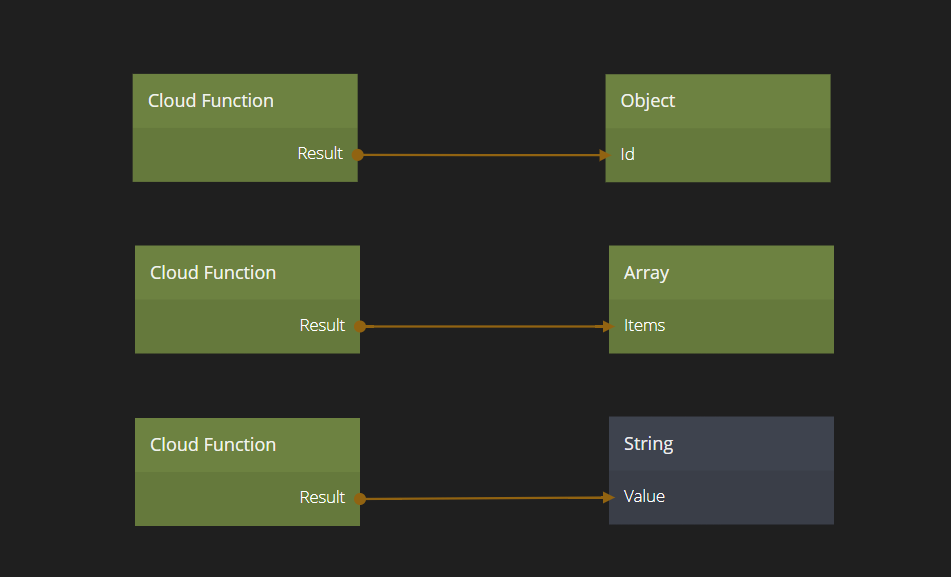 Cloud Function
Object
Result
Id
Cloud Function
Array
Result
Items
Cloud Function
String
Result
Value